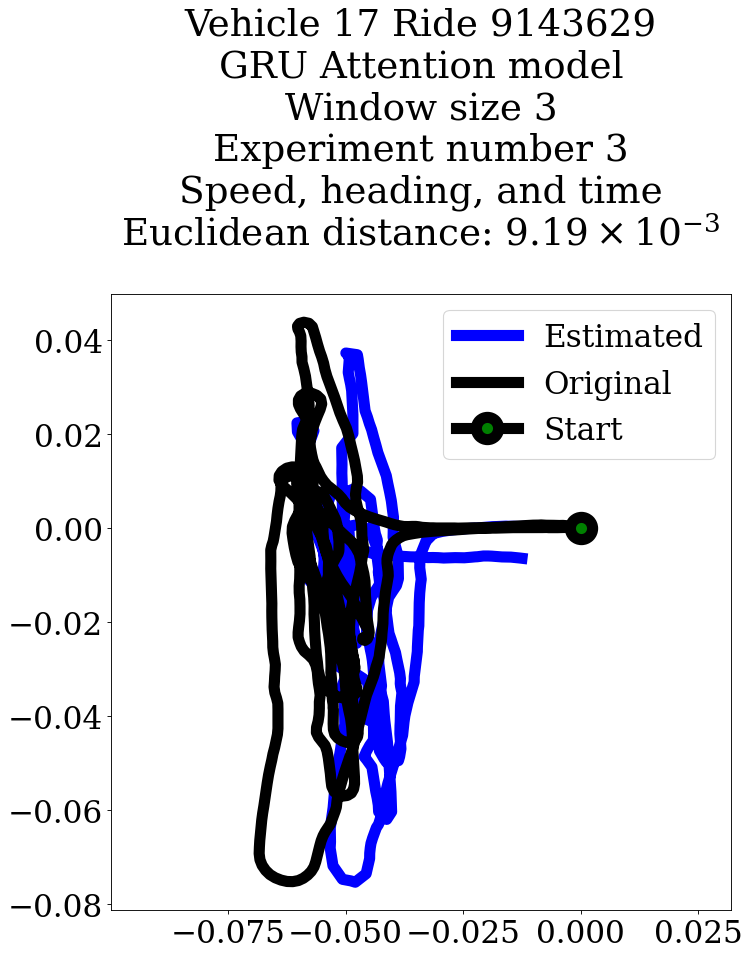 Vehicle 17 Ride 9143629
GRU Attention model
Window size 3
Experiment number 3
Speed, heading, and time
Euclidean distance: 9.19 × 10⁻³
Estimated
Original
Start
0.04
0.02
0.00
−0.02
−0.04
−0.06
−0.08
−0.075 −0.050 −0.025 0.000 0.025